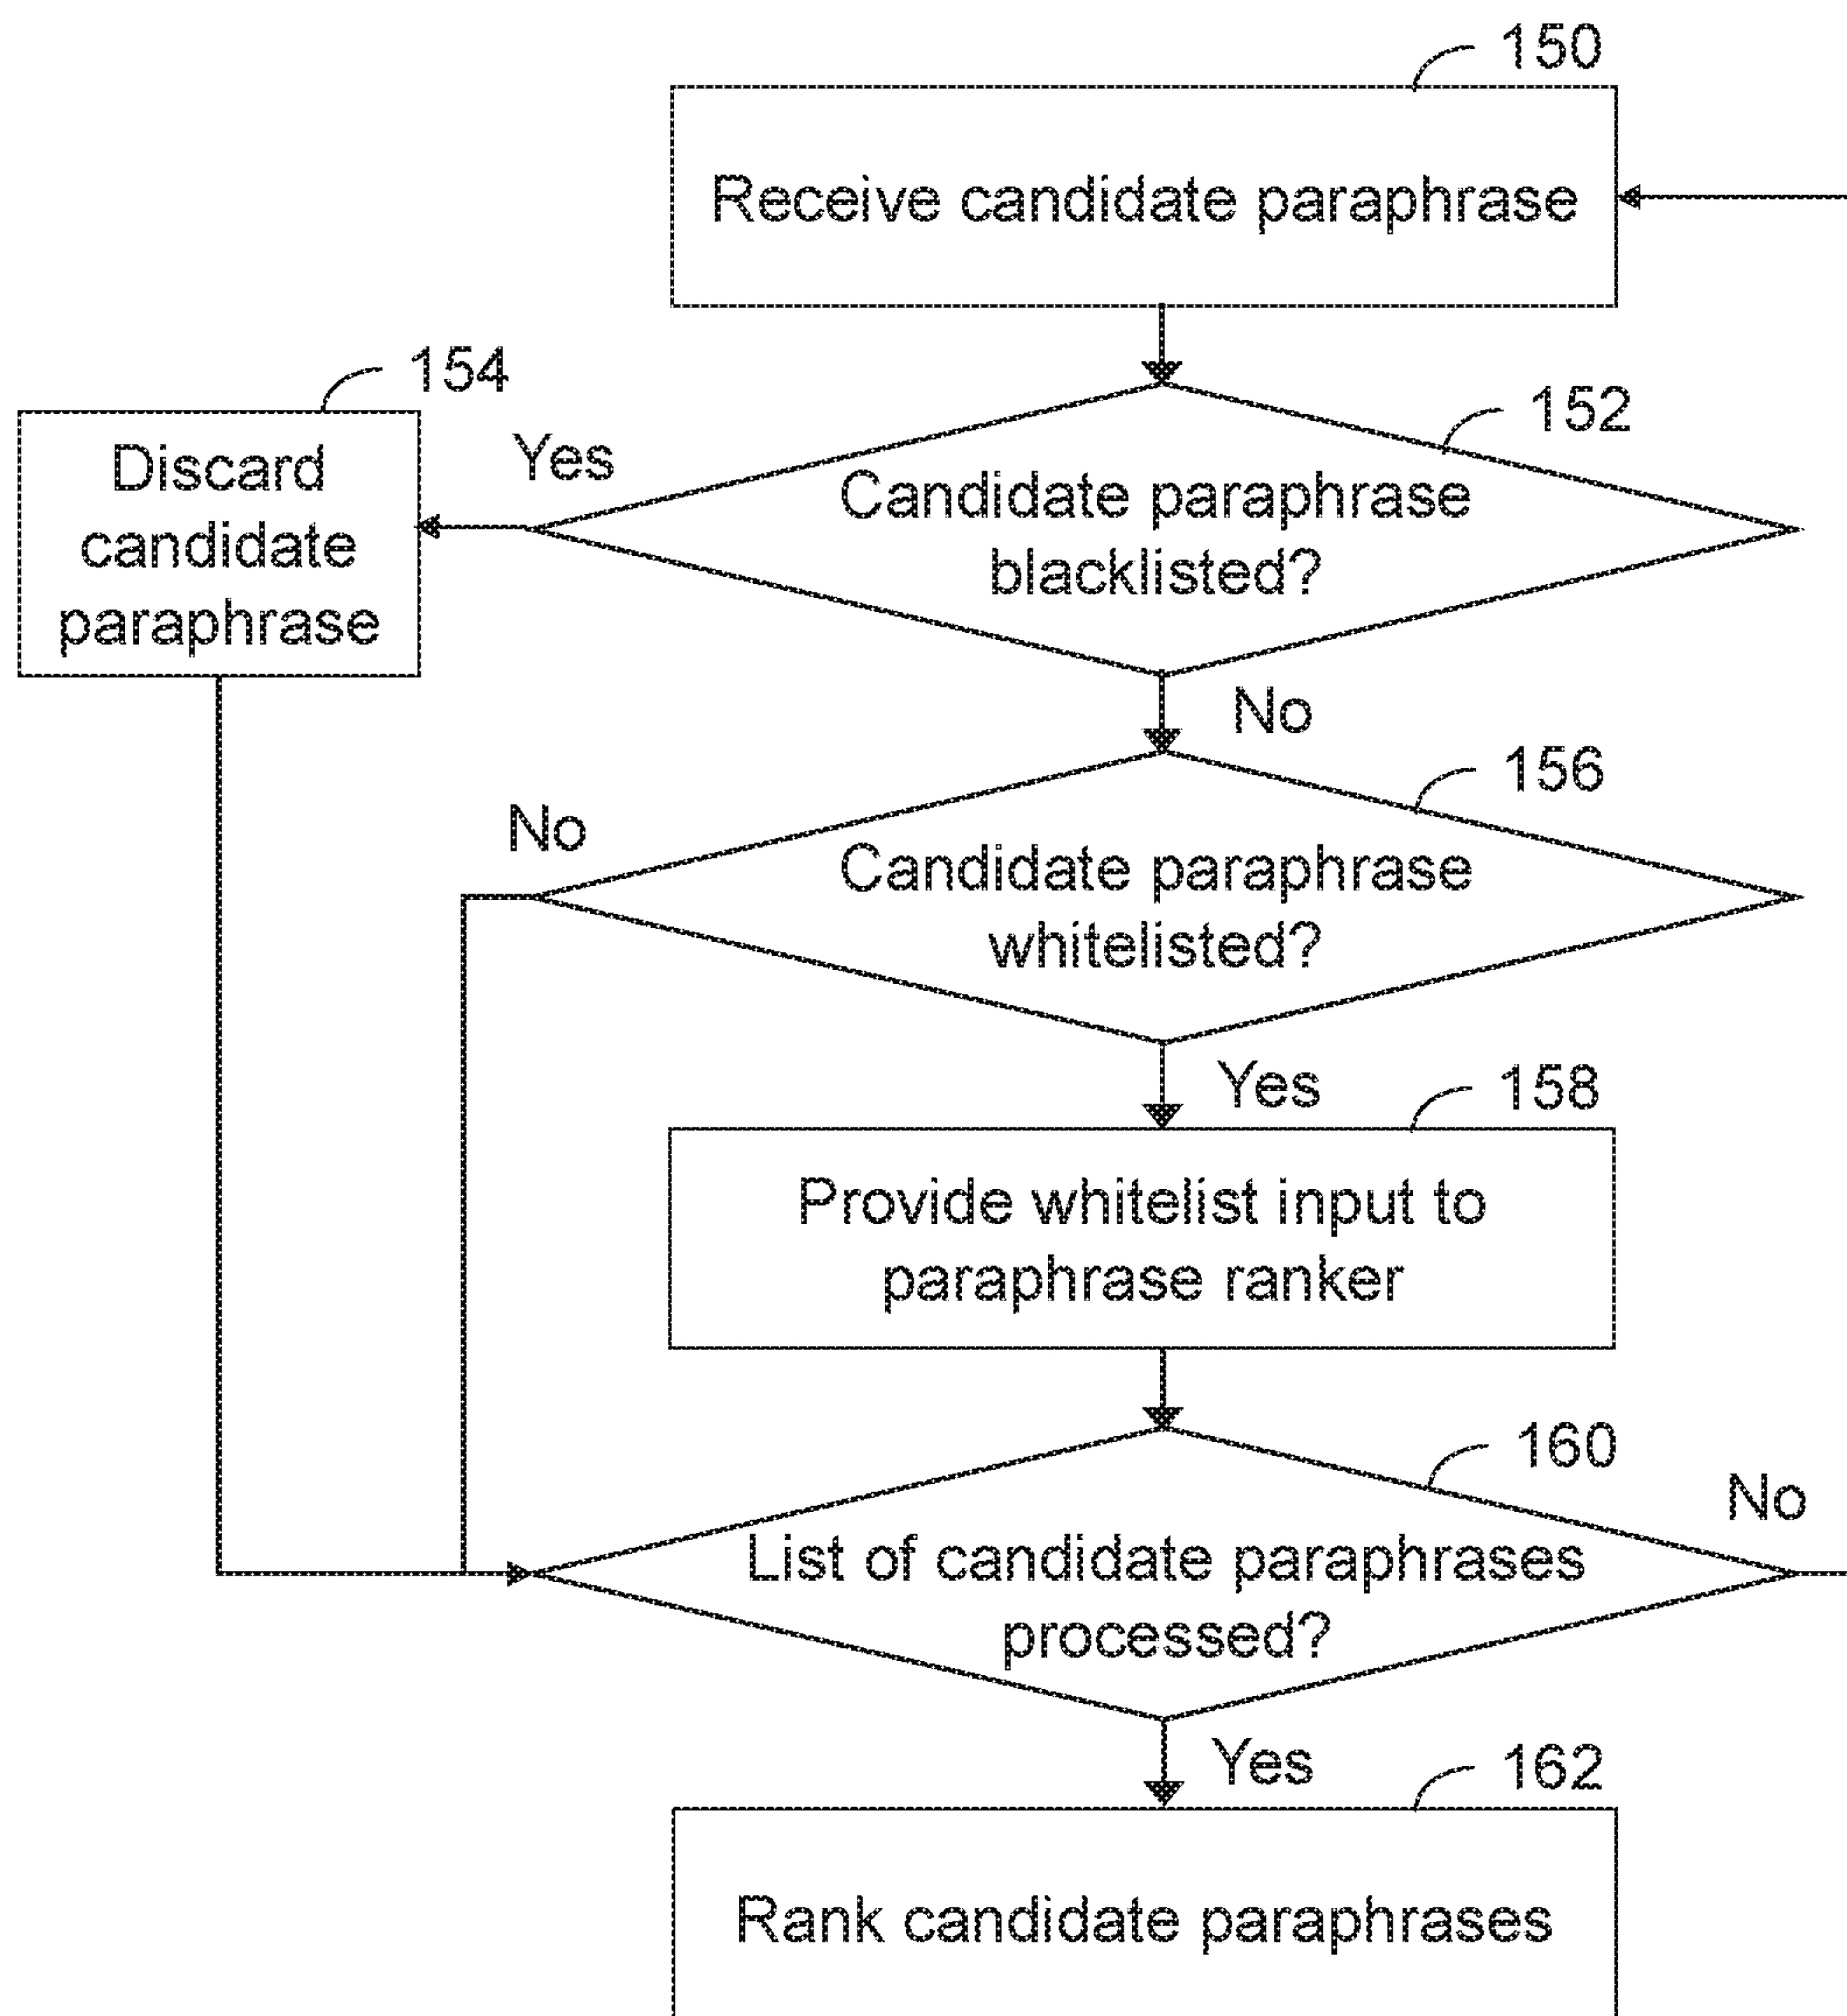 150
Receive candidate paraphrase
154
Discard
candidate
paraphrase
Yes
152
Candidate paraphrase
blacklisted?
No
156
No
Candidate paraphrase
whitelisted?
Yes
158
Provide whitelist input to
paraphrase ranker
160
No
List of candidate paraphrases
processed?
Yes
162
Rank candidate paraphrases